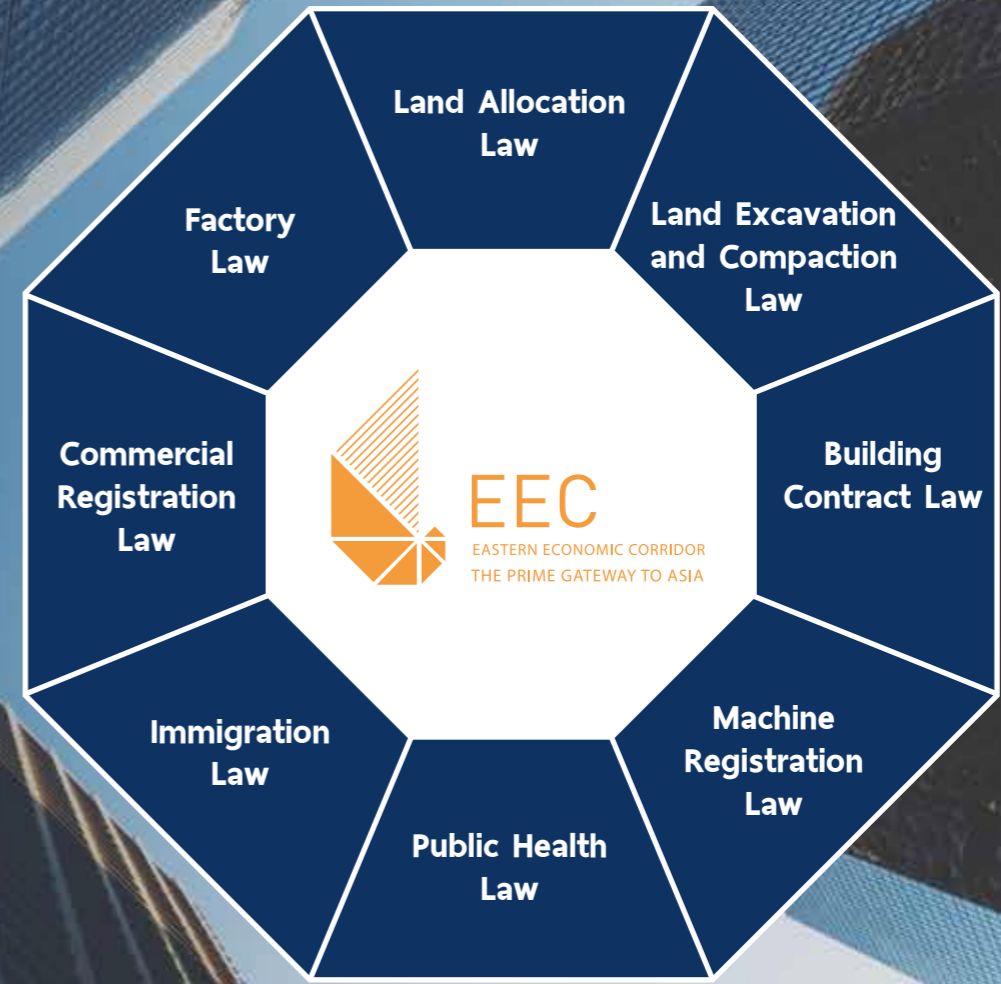 Land Allocation
Law
Land Excavation
and Compaction
Law
Building
Contract Law
Machine
Registration
Law
Public Health
Law
Immigration
Law
Commercial
Registration
Law
Factory
Law
EEC
EASTERN ECONOMIC CORRIDOR
THE PRIME GATEWAY TO ASIA